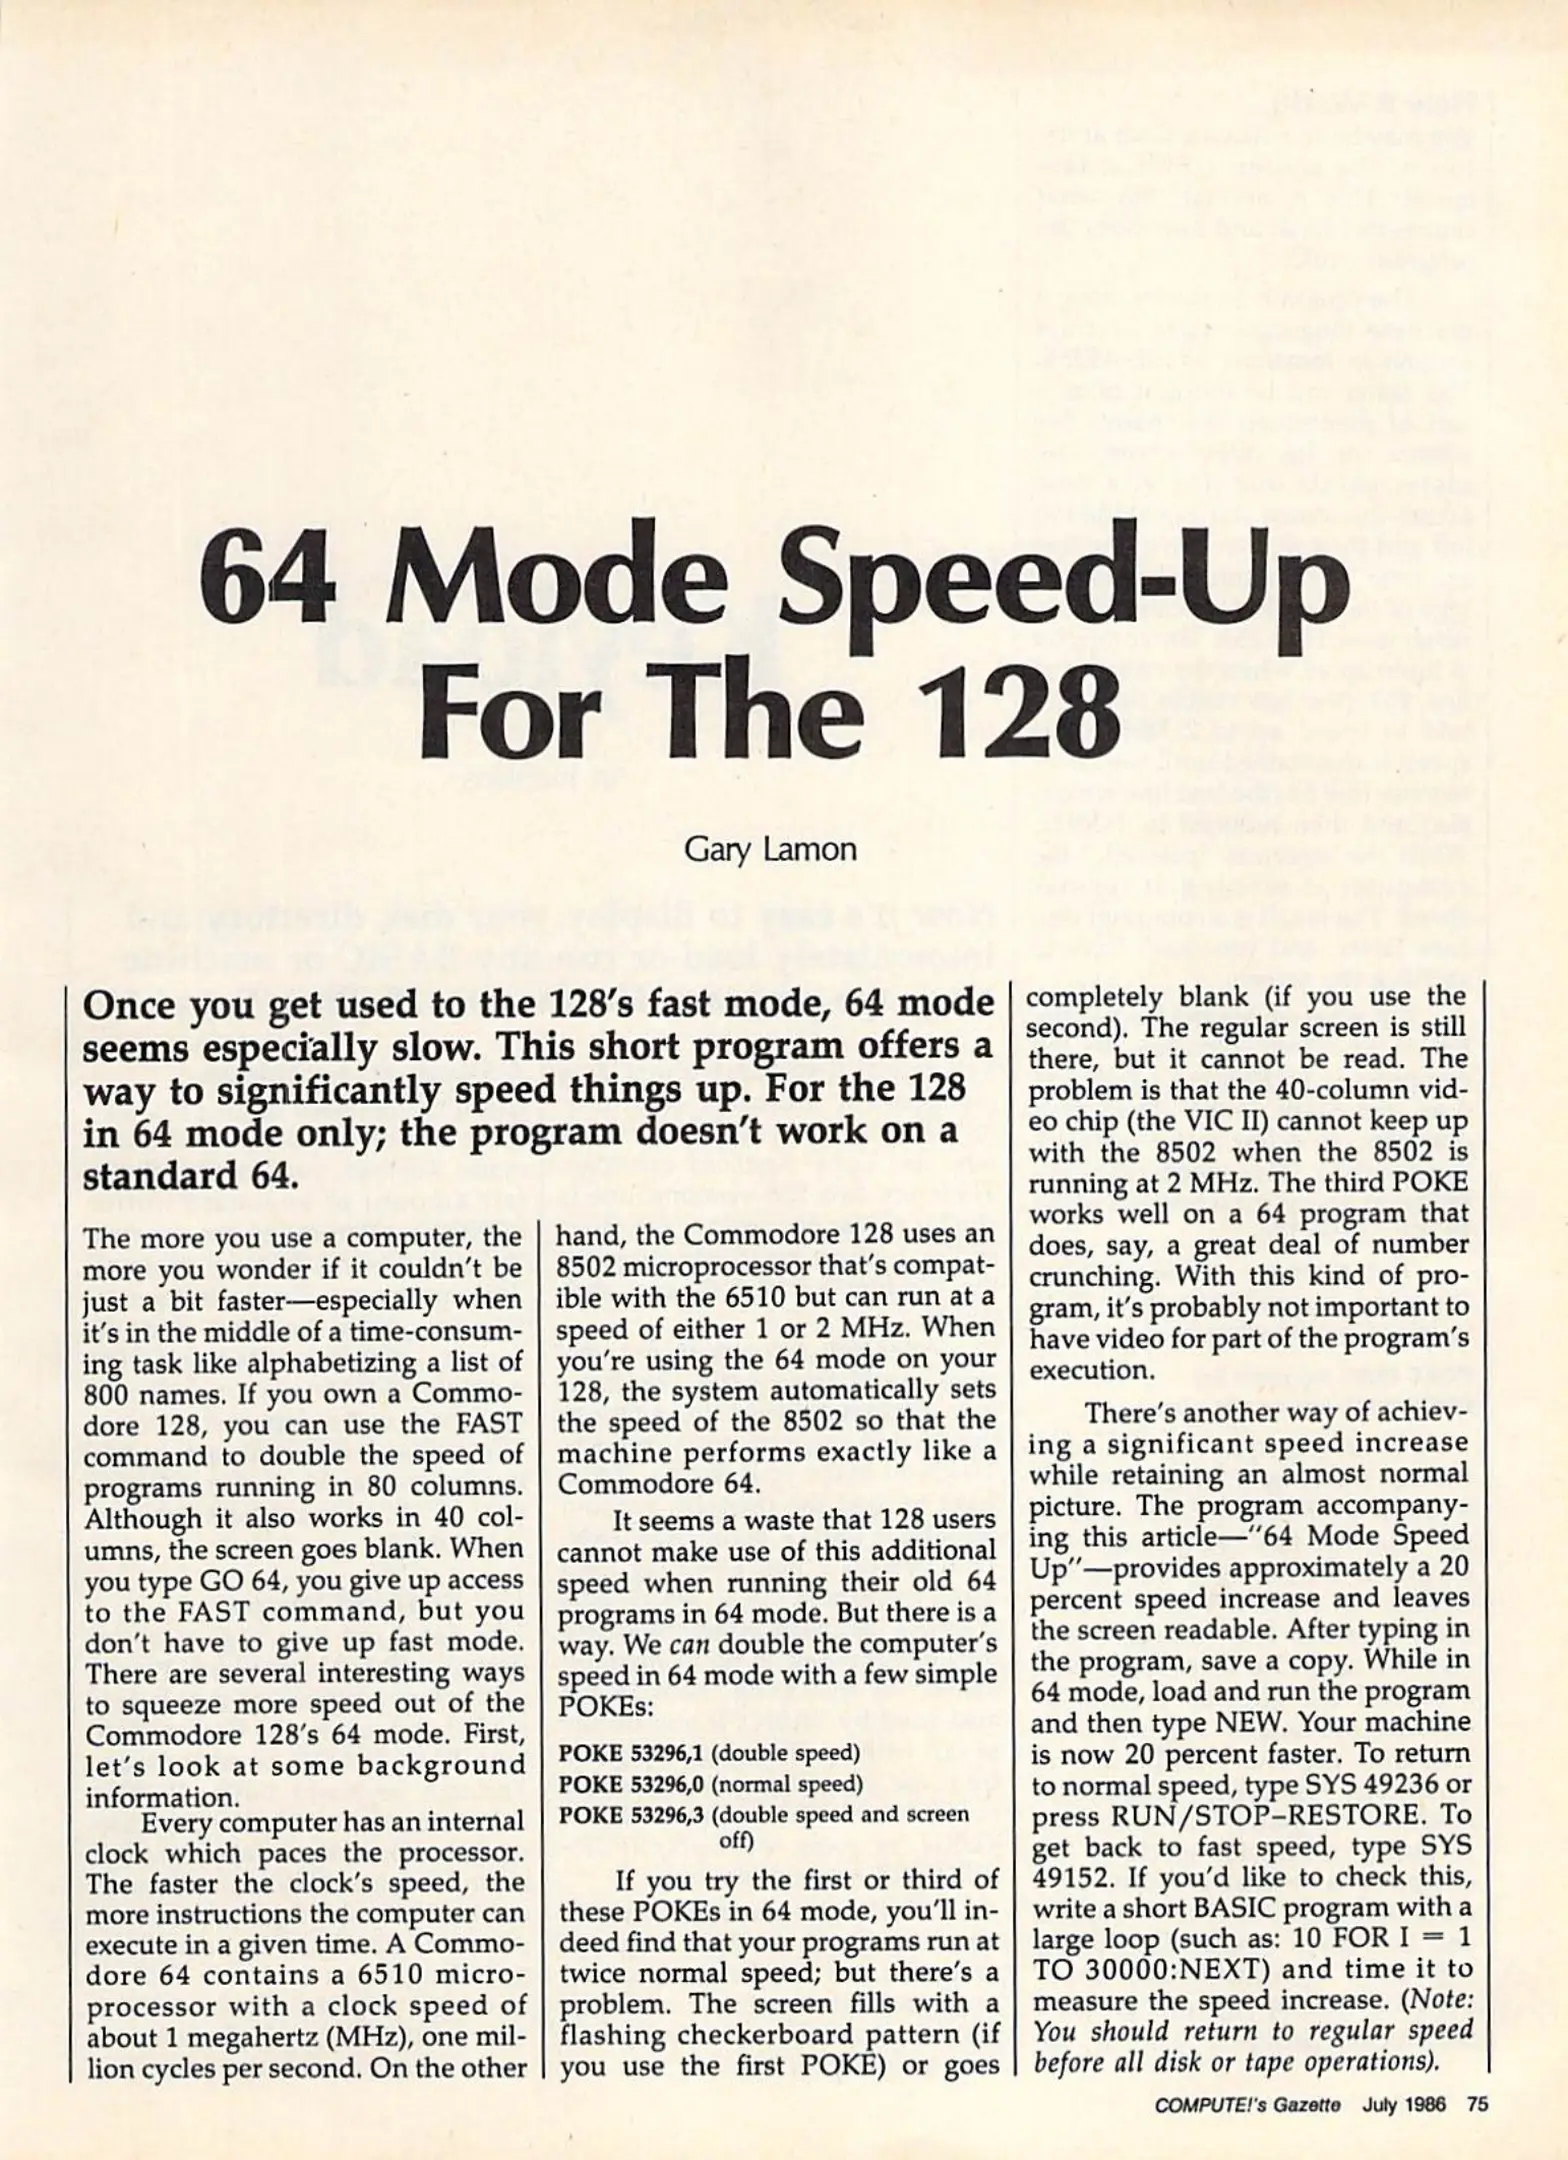 64 Mode Speed-Up
For The 128
Gary Lamon
Once you get used to the 128's fast mode, 64 mode
seems especially slow. This short program offers a
way to significantly speed things up. For the 128
in 64 mode only; the program doesn't work on a
standard 64.
The more you use a computer, the
more you wonder if it couldn't be
just a bit faster—especially when
it's in the middle of a time-consum-
ing task like alphabetizing a list of
800 names. If you own a Commo-
dore 128, you can use the FAST
command to double the speed of
programs running in 80 columns.
Although it also works in 40 col-
umns, the screen goes blank. When
you type GO 64, you give up access
to the FAST command, but you
don't have to give up fast mode.
There are several interesting ways
to squeeze more speed out of the
Commodore 128's 64 mode. First,
let's look at some background
information.
Every computer has an internal
clock which paces the processor.
The faster the clock's speed, the
more instructions the computer can
execute in a given time. A Commo-
dore 64 contains a 6510 micro-
processor with a clock speed of
about 1 megahertz (MHz), one mil-
lion cycles per second. On the other
hand, the Commodore 128 uses an
8502 microprocessor that's compat-
ible with the 6510 but can run at a
speed of either 1 or 2 MHz. When
you're using the 64 mode on your
128, the system automatically sets
the speed of the 8502 so that the
machine performs exactly like a
Commodore 64.
It seems a waste that 128 users
cannot make use of this additional
speed when running their old 64
programs in 64 mode. But there is a
way. We can double the computer's
speed in 64 mode with a few simple
POKEs:
POKE 53296,1 (double speed)
POKE 53296,0 (normal speed)
POKE 53296,3 (double speed and screen
off)
If you try the first or third of
these POKEs in 64 mode, you'll in-
deed find that your programs run at
twice normal speed; but there's a
problem. The screen fills with a
flashing checkerboard pattern (if
you use the first POKE) or goes
completely blank (if you use the
second). The regular screen is still
there, but it cannot be read. The
problem is that the 40-column vid-
eo chip (the VIC II) cannot keep up
with the 8502 when the 8502 is
running at 2 MHz. The third POKE
works well on a 64 program that
does, say, a great deal of number
crunching. With this kind of pro-
gram, it's probably not important to
have video for part of the program's
execution.
There's another way of achiev-
ing a significant speed increase
while retaining an almost normal
picture. The program accompany-
ing this article—"64 Mode Speed
Up"—provides approximately a 20
percent speed increase and leaves
the screen readable. After typing in
the program, save a copy. While in
64 mode, load and run the program
and then type NEW. Your machine
is now 20 percent faster. To return
to normal speed, type SYS 49236 or
press RUN/STOP–RESTORE. To
get back to fast speed, type SYS
49152. If you'd like to check this,
write a short BASIC program with a
large loop (such as: 10 FOR I = 1
TO 30000:NEXT) and time it to
measure the speed increase. (Note:
You should return to regular speed
before all disk or tape operations).
COMPUTE!'s Gazette July 1986 75